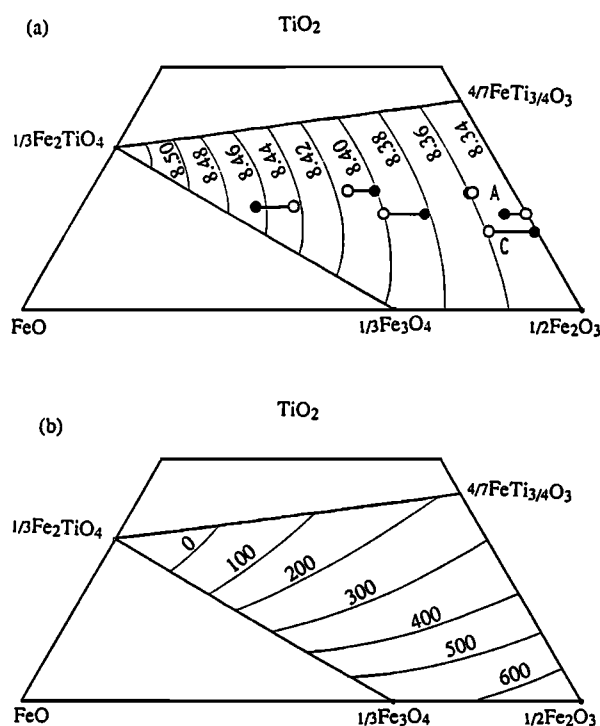 (a)
TiO2
4/7FeTi3/4O3
1/3Fe2TiO4
8.50
8.48
8.46
8.44
8.42
8.40
8.38
8.36
8.34
A
C
FeO
1/3Fe3O4
1/2Fe2O3
(b)
TiO2
4/7FeTi3/4O3
1/3Fe2TiO4
0
100
200
300
400
500
600
FeO
1/3Fe3O4
1/2Fe2O3